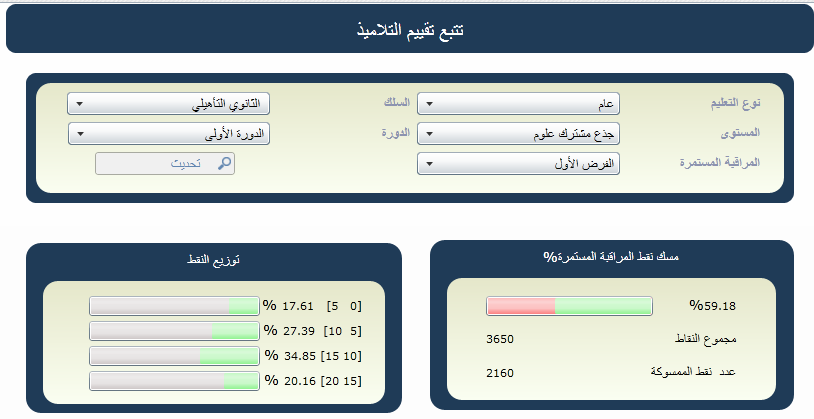 تتبع تقييم التلاميذ
نوع التعليم عام السلك الثانوي التأهيلي
المستوى جذع مشترك علوم الدورة الدورة الأولى
المراقبة المستمرة الفرض الأول تحديث
مسك نقط المراقبة المستمرة%
%59.18
مجموع النقاط 3650
عدد نقط الممسوكة 2160
توزيع النقط
[0 5] 17.61 %
[5 10] 27.39 %
[10 15] 34.85 %
[15 20] 20.16 %